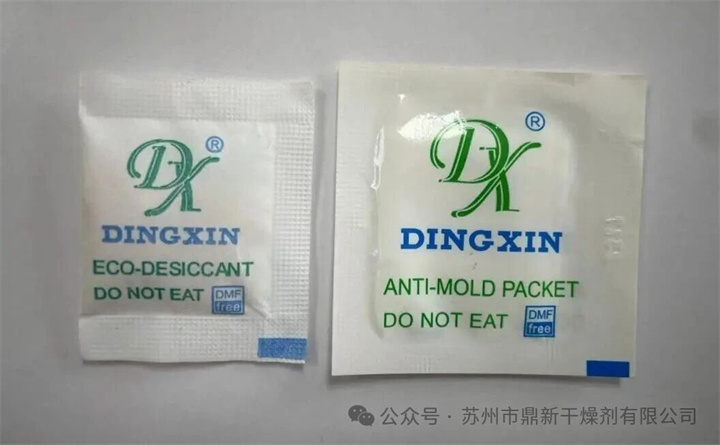 DX®
DINGXIN
ECO-DESICCANT
DO NOT EAT DMF free
DX®
DINGXIN
ANTI-MOLD PACKET
DO NOT EAT DMF free
公众号·苏州市鼎新干燥剂有限公司